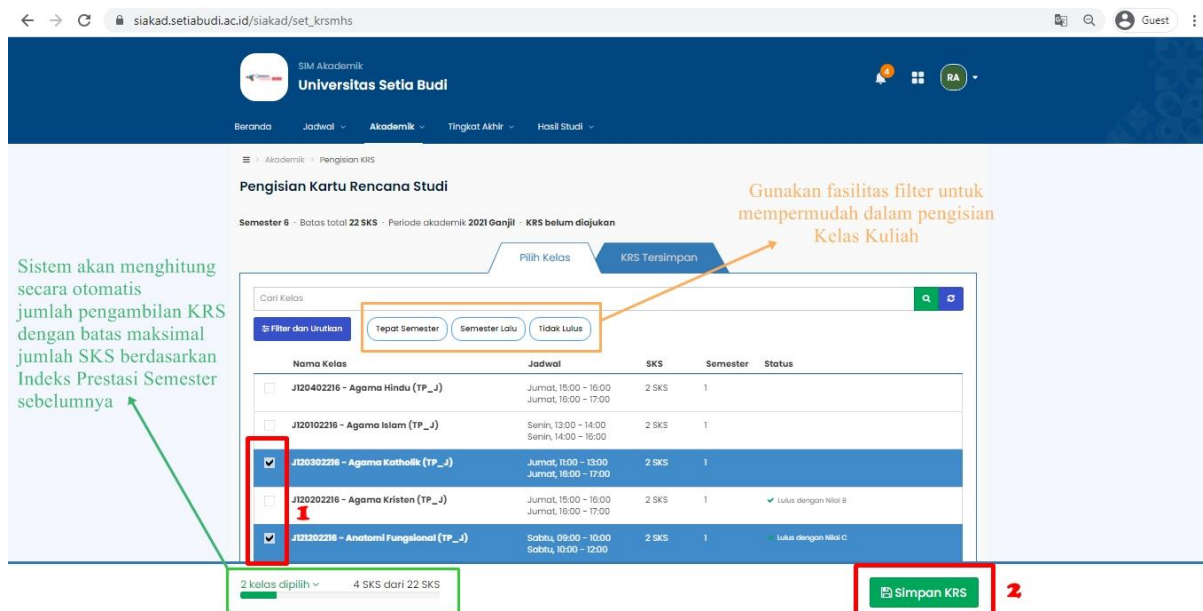 siakad.setiabudi.ac.id/siakad/set_krsmhs
Guest
SIM Akademik
Universitas Setia Budi
4
RA
Beranda
Jadwal
Akademik
Tingkat Akhir
Hasil Studi
Akademik > Pengisian KRS
Pengisian Kartu Rencana Studi
Semester 6 · Batas total 22 SKS · Periode akademik 2021 Ganjil · KRS belum diajukan
Gunakan fasilitas filter untuk
mempermudah dalam pengisian
Kelas Kuliah
Pilih Kelas
KRS Tersimpan
Sistem akan menghitung
secara otomatis
jumlah pengambilan KRS
dengan batas maksimal
jumlah SKS berdasarkan
Indeks Prestasi Semester
sebelumnya
Cari Kelas
Filter dan Urutkan
Tepat Semester
Semester Lalu
Tidak Lulus
Nama Kelas Jadwal SKS Semester Status
J120402216 - Agama Hindu (TP_J) Jumat, 15:00 - 16:00 2 SKS 1
Jumat, 16:00 - 17:00
J120102216 - Agama Islam (TP_J) Senin, 13:00 - 14:00 2 SKS 1
Senin, 14:00 - 16:00
J120302216 - Agama Katholik (TP_J) Jumat, 11:00 - 13:00 2 SKS 1
Jumat, 16:00 - 17:00
J120202216 - Agama Kristen (TP_J) Jumat, 15:00 - 16:00 2 SKS 1 Lulus dengan Nilai B
Jumat, 16:00 - 17:00
1
J121202216 - Anatomi Fungsional (TP_J) Sabtu, 09:00 - 10:00 2 SKS 1 Lulus dengan Nilai C
Sabtu, 10:00 - 12:00
2 kelas dipilih 4 SKS dari 22 SKS
Simpan KRS
2